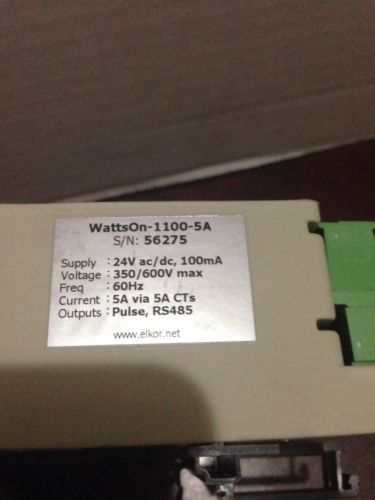 WattsOn-1100-5A
S/N: 56275
Supply : 24V ac/dc, 100mA
Voltage : 350/600V max
Freq : 60Hz
Current : 5A via 5A CTs
Outputs : Pulse, RS485
www.elkor.net